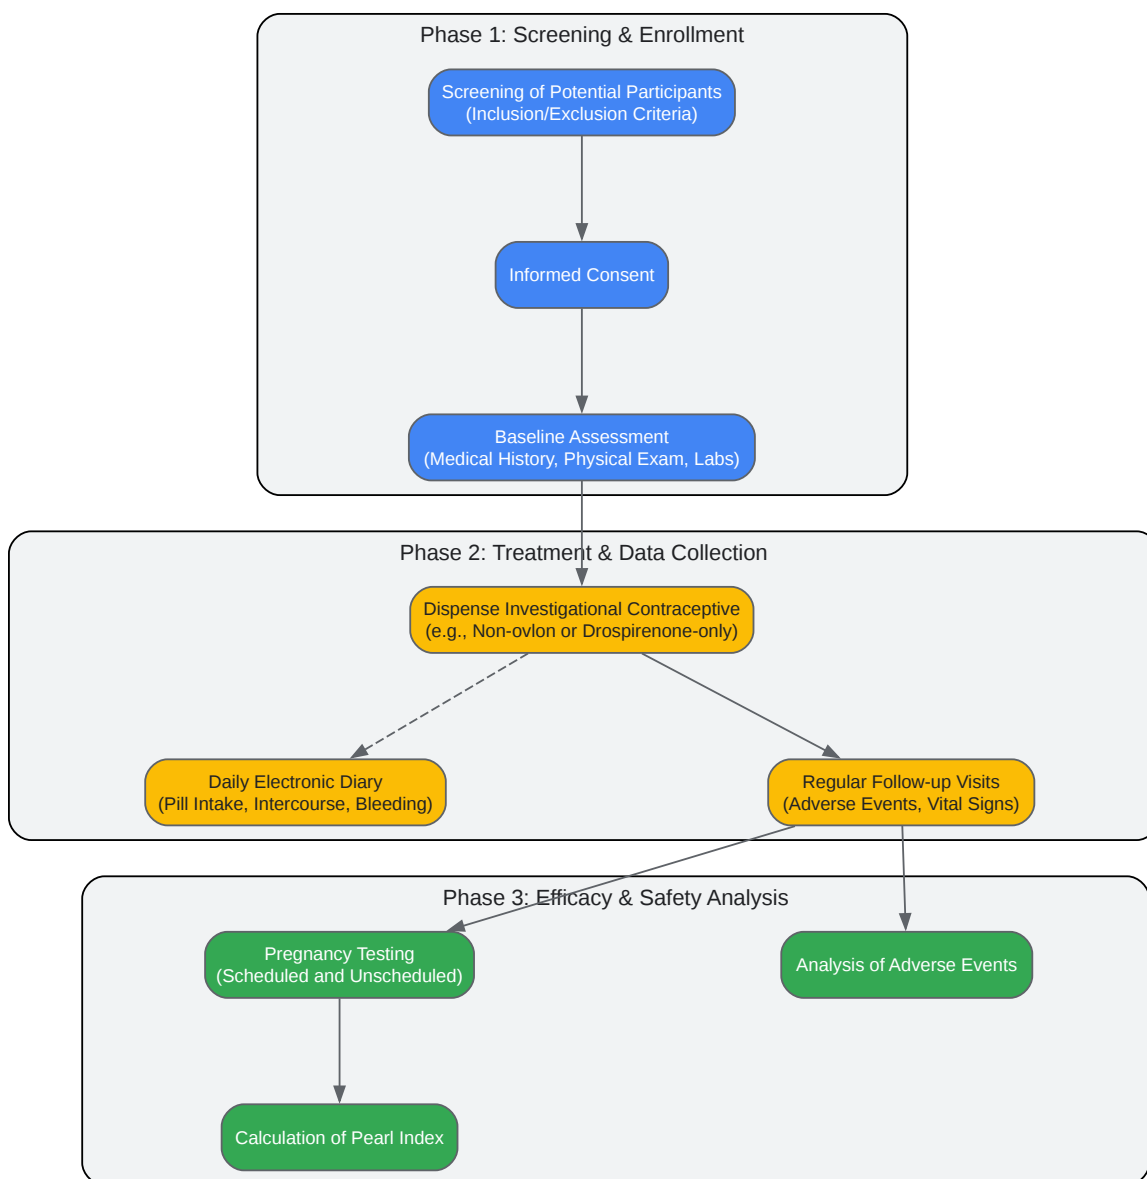 Phase 1: Screening & Enrollment
Screening of Potential Participants
(Inclusion/Exclusion Criteria)
Informed Consent
Baseline Assessment
(Medical History, Physical Exam, Labs)
Phase 2: Treatment & Data Collection
Dispense Investigational Contraceptive
(e.g., Non-ovlon or Drospirenone-only)
Daily Electronic Diary
(Pill Intake, Intercourse, Bleeding)
Regular Follow-up Visits
(Adverse Events, Vital Signs)
Phase 3: Efficacy & Safety Analysis
Pregnancy Testing
(Scheduled and Unscheduled)
Analysis of Adverse Events
Calculation of Pearl Index